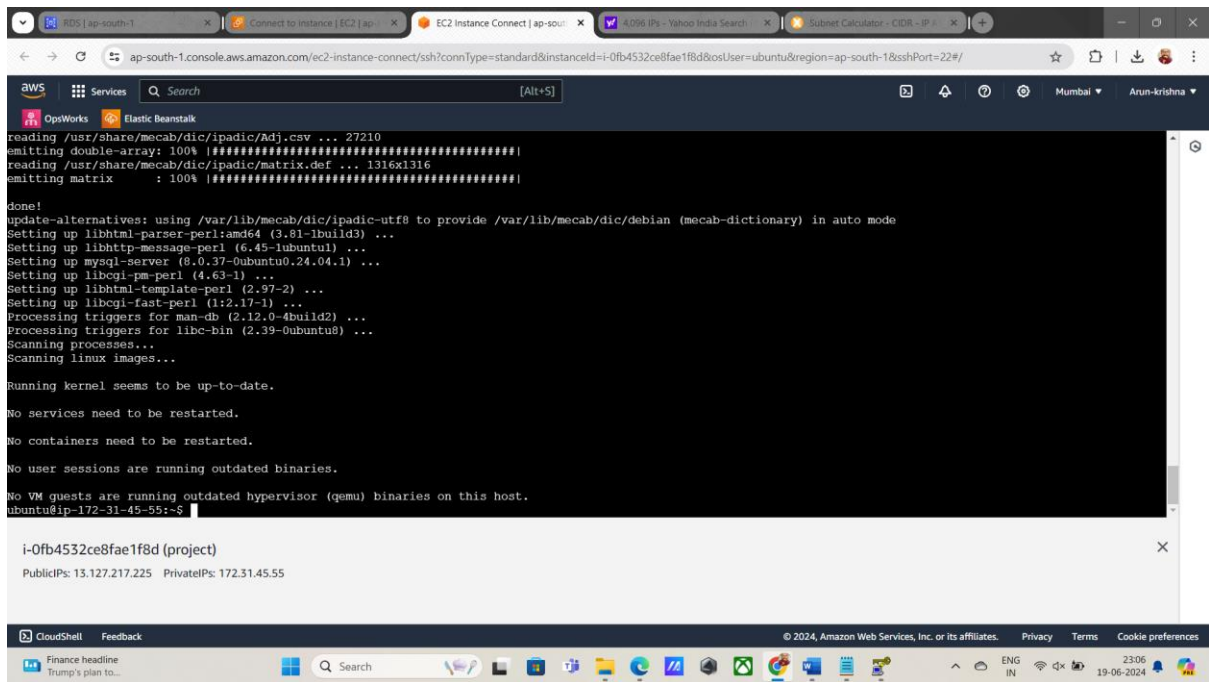 RDS | ap-south-1
Connect to instance | EC2 | ap-
EC2 Instance Connect | ap-sout
4,096 IPs - Yahoo India Search
Subnet Calculator - CIDR - IP
ap-south-1.console.aws.amazon.com/ec2-instance-connect/ssh?connType=standard&instanceId=i-0fb4532ce8fae1f8d&osUser=ubuntu&region=ap-south-1&sshPort=22#/
aws Services Search [Alt+S] Mumbai Arun-krishna
OpsWorks Elastic Beanstalk
reading /usr/share/mecab/dic/ipadic/Adj.csv ... 27210
emitting double-array: 100% |###########################################|
reading /usr/share/mecab/dic/ipadic/matrix.def ... 1316x1316
emitting matrix      : 100% |###########################################|
done!
update-alternatives: using /var/lib/mecab/dic/ipadic-utf8 to provide /var/lib/mecab/dic/debian (mecab-dictionary) in auto mode
Setting up libhtml-parser-perl:amd64 (3.81-1build3) ...
Setting up libhttp-message-perl (6.45-1ubuntu1) ...
Setting up mysql-server (8.0.37-0ubuntu0.24.04.1) ...
Setting up libcgi-pm-perl (4.63-1) ...
Setting up libhtml-template-perl (2.97-2) ...
Setting up libcgi-fast-perl (1:2.17-1) ...
Processing triggers for man-db (2.12.0-4build2) ...
Processing triggers for libc-bin (2.39-0ubuntu8) ...
Scanning processes...
Scanning linux images...
Running kernel seems to be up-to-date.
No services need to be restarted.
No containers need to be restarted.
No user sessions are running outdated binaries.
No VM guests are running outdated hypervisor (qemu) binaries on this host.
ubuntu@ip-172-31-45-55:~$
i-0fb4532ce8fae1f8d (project)
PublicIPs: 13.127.217.225 PrivateIPs: 172.31.45.55
CloudShell Feedback © 2024, Amazon Web Services, Inc. or its affiliates. Privacy Terms Cookie preferences
Finance headline
Trump's plan to...
Search
ENG
IN
23:06
19-06-2024